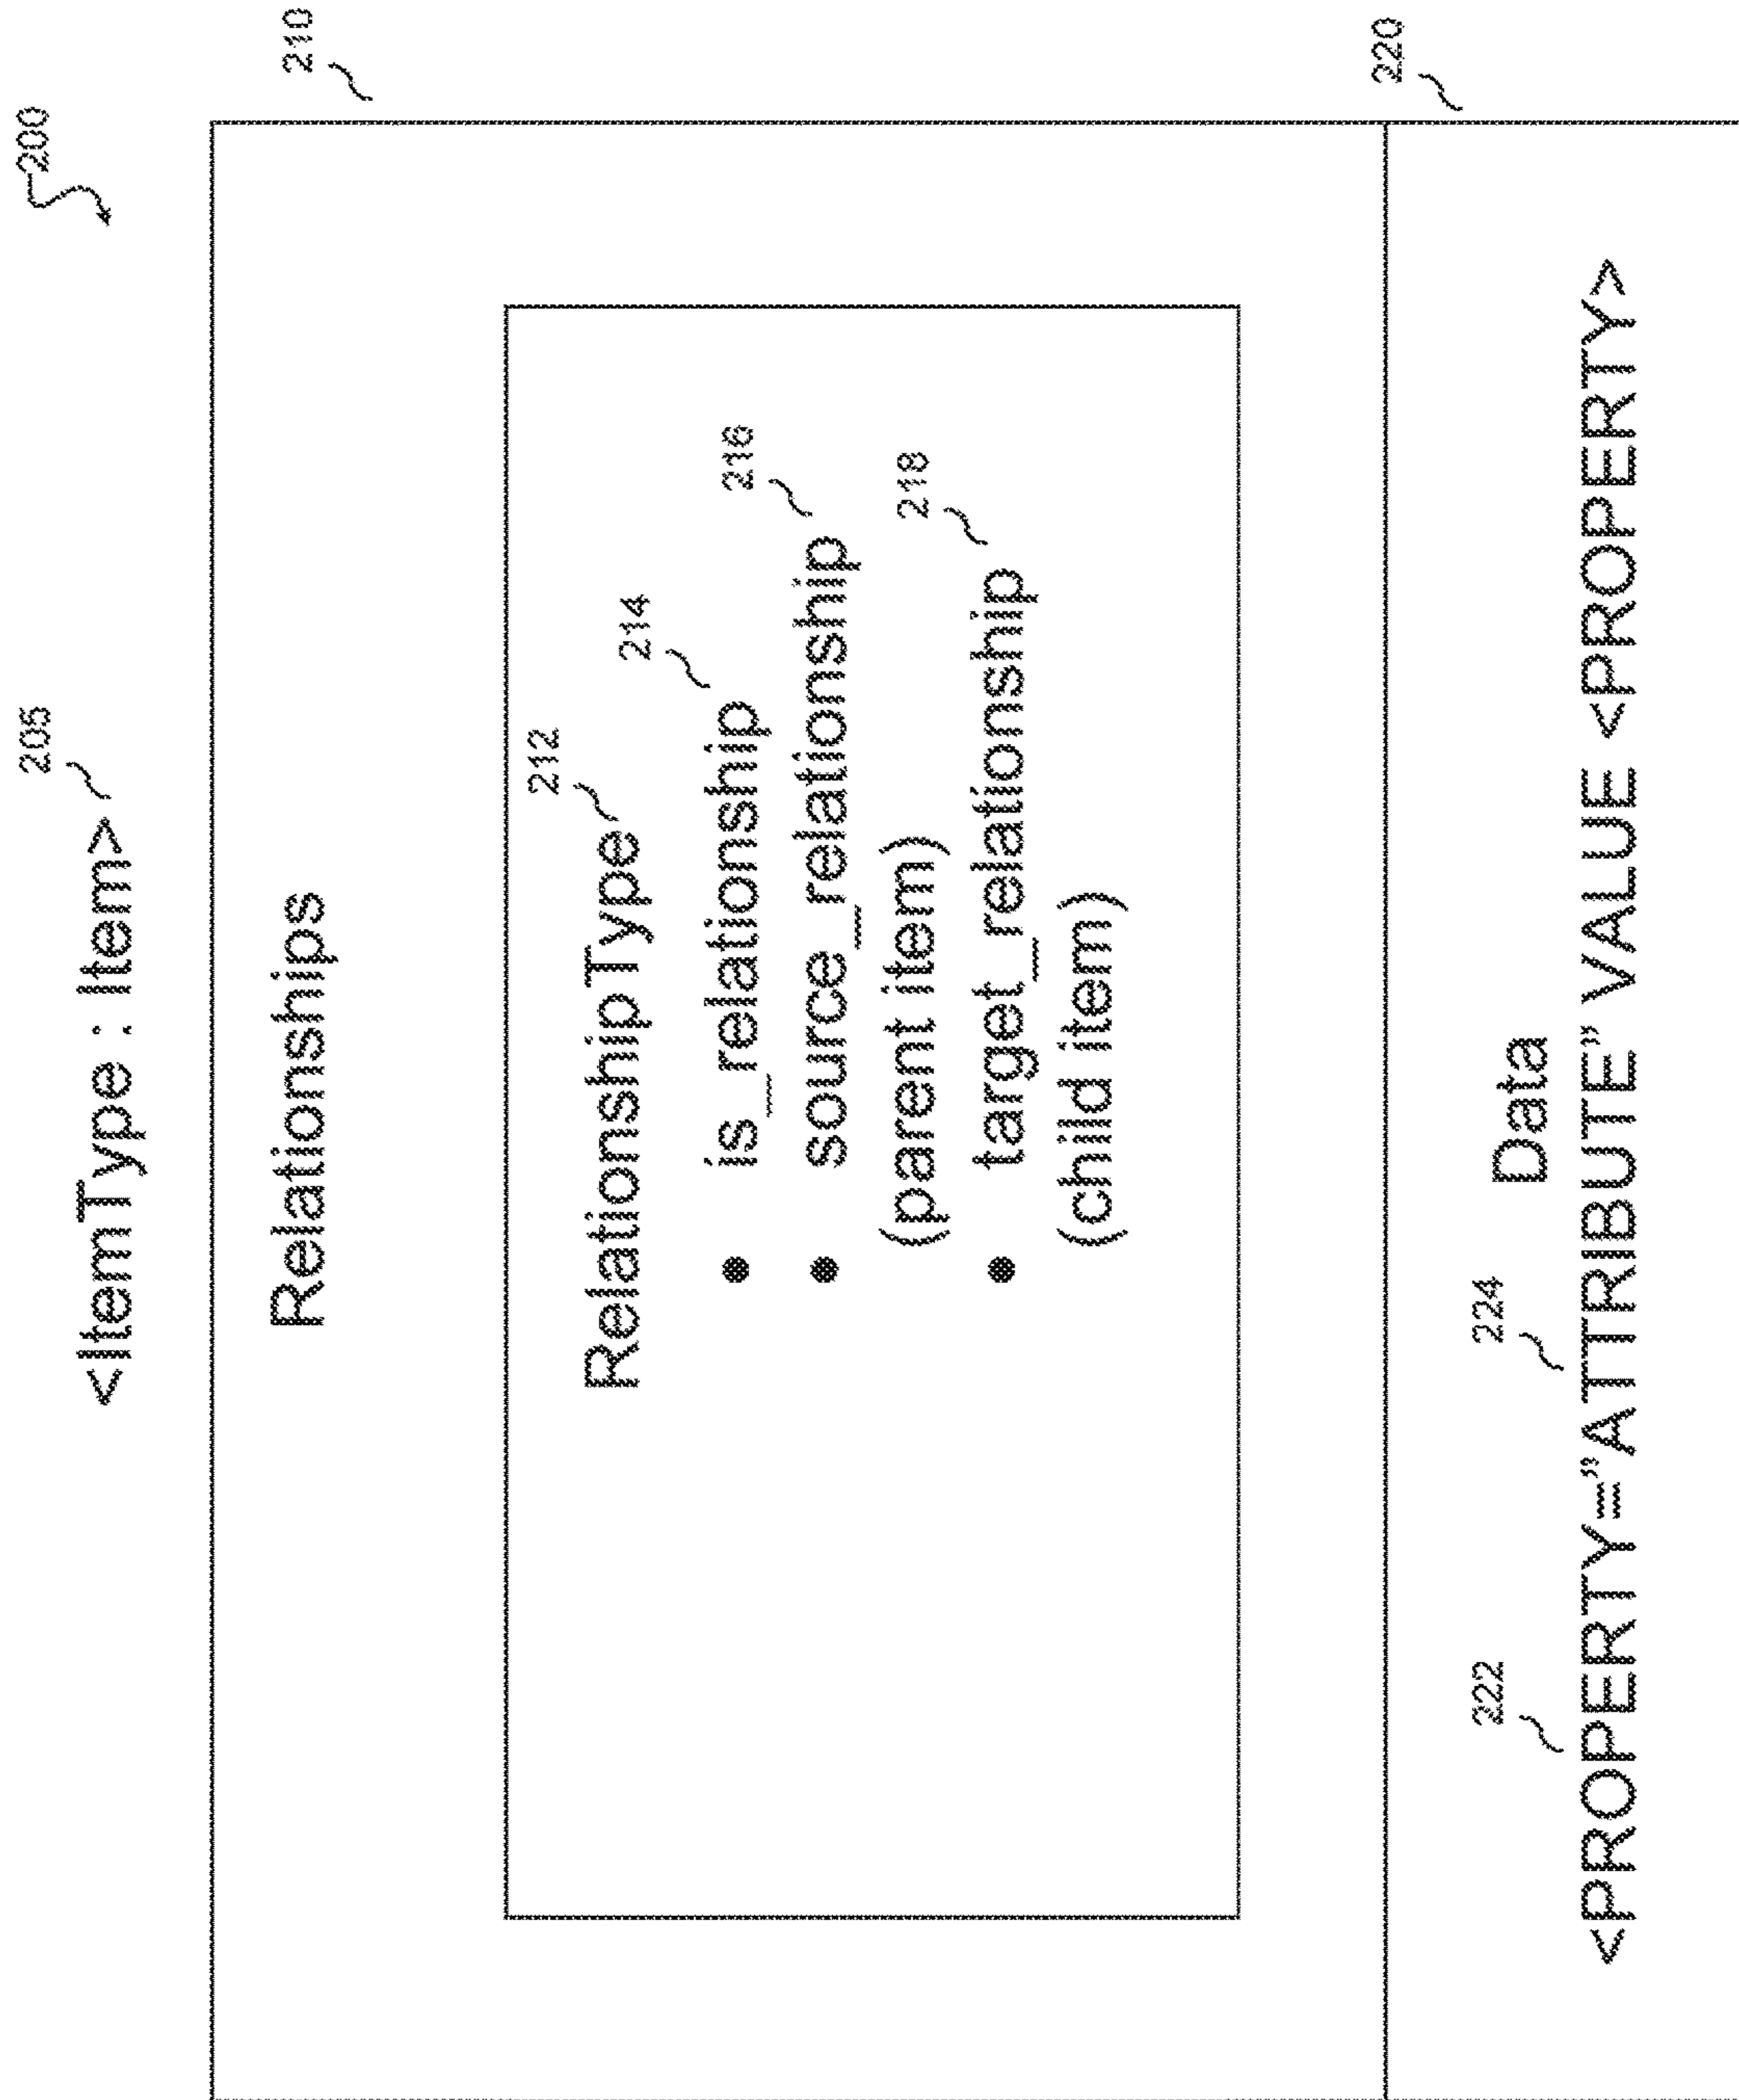 200
205
<ItemType : Item>
210
Relationships
212
RelationshipType
214
• is_relationship
216
• source_relationship
(parent item)
218
• target_relationship
(child item)
220
Data
222 224
<PROPERTY="ATTRIBUTE" VALUE <PROPERTY>